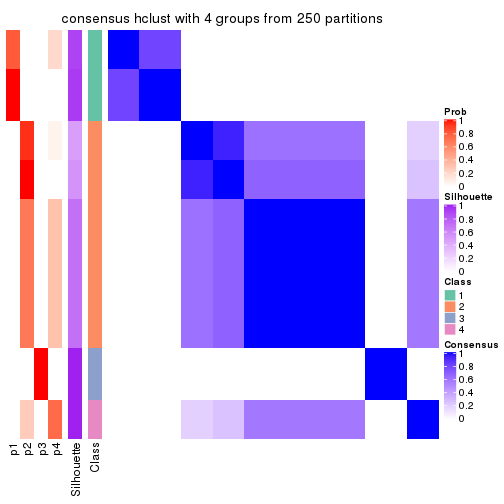 consensus hclust with 4 groups from 250 partitions
Prob
1
0.8
0.6
0.4
0.2
0
Silhouette
1
0.8
0.6
0.4
0.2
0
Class
1
2
3
4
Consensus
1
0.8
0.6
0.4
0.2
0
p1
p2
p3
p4
Silhouette
Class